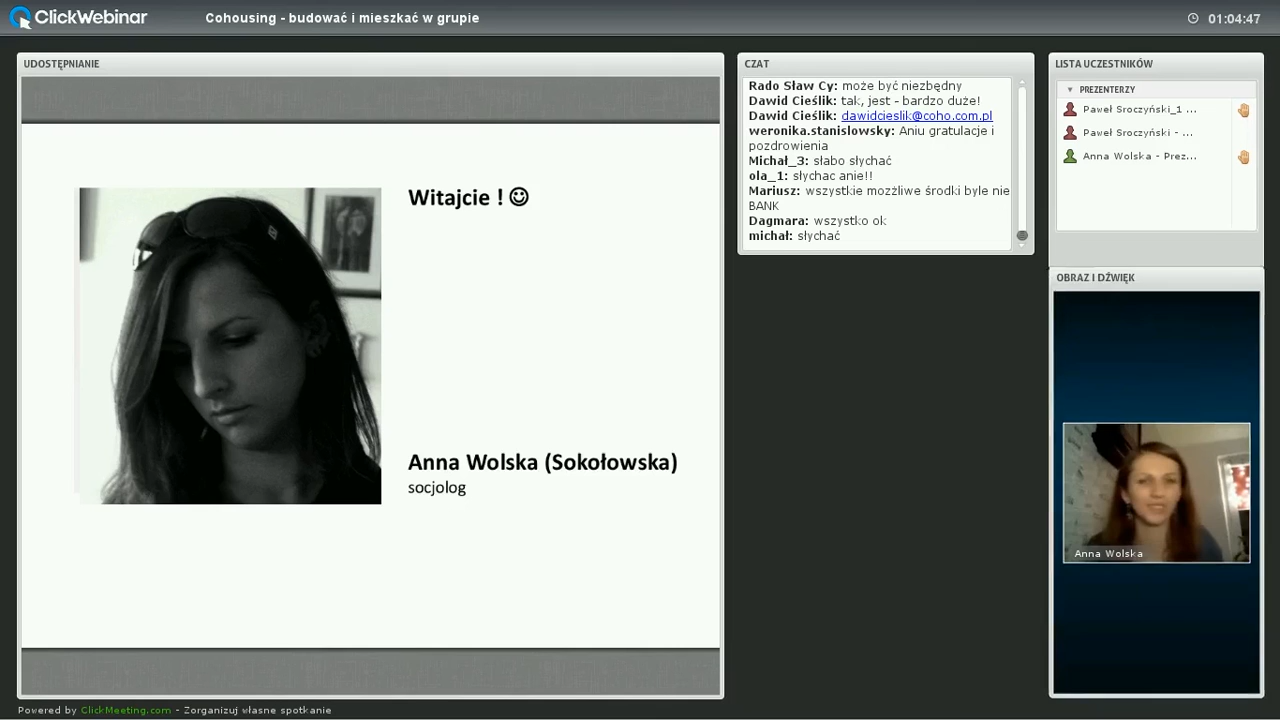 ClickWebinar
Cohousing - budować i mieszkać w grupie
01:04:47
UDOSTĘPNIANIE
Witajcie ! ☺
Anna Wolska (Sokołowska)
socjolog
CZAT
Rado Sław Cy: może być niezbędny
Dawid Cieślik: tak, jest - bardzo duże!
Dawid Cieślik: dawidcieslik@coho.com.pl
weronika.stanislowsky: Aniu gratulacje i
pozdrowienia
Michał_3: słabo słychać
ola_1: słychac anie!!
Mariusz: wszystkie mozżliwe środki byle nie
BANK
Dagmara: wszystko ok
michał: słychać
LISTA UCZESTNIKÓW
PREZENTERZY
Paweł Sroczyński_1 ...
Paweł Sroczyński - ...
Anna Wolska - Prez...
OBRAZ I DŹWIĘK
Anna Wolska
Powered by ClickMeeting.com - Zorganizuj własne spotkanie